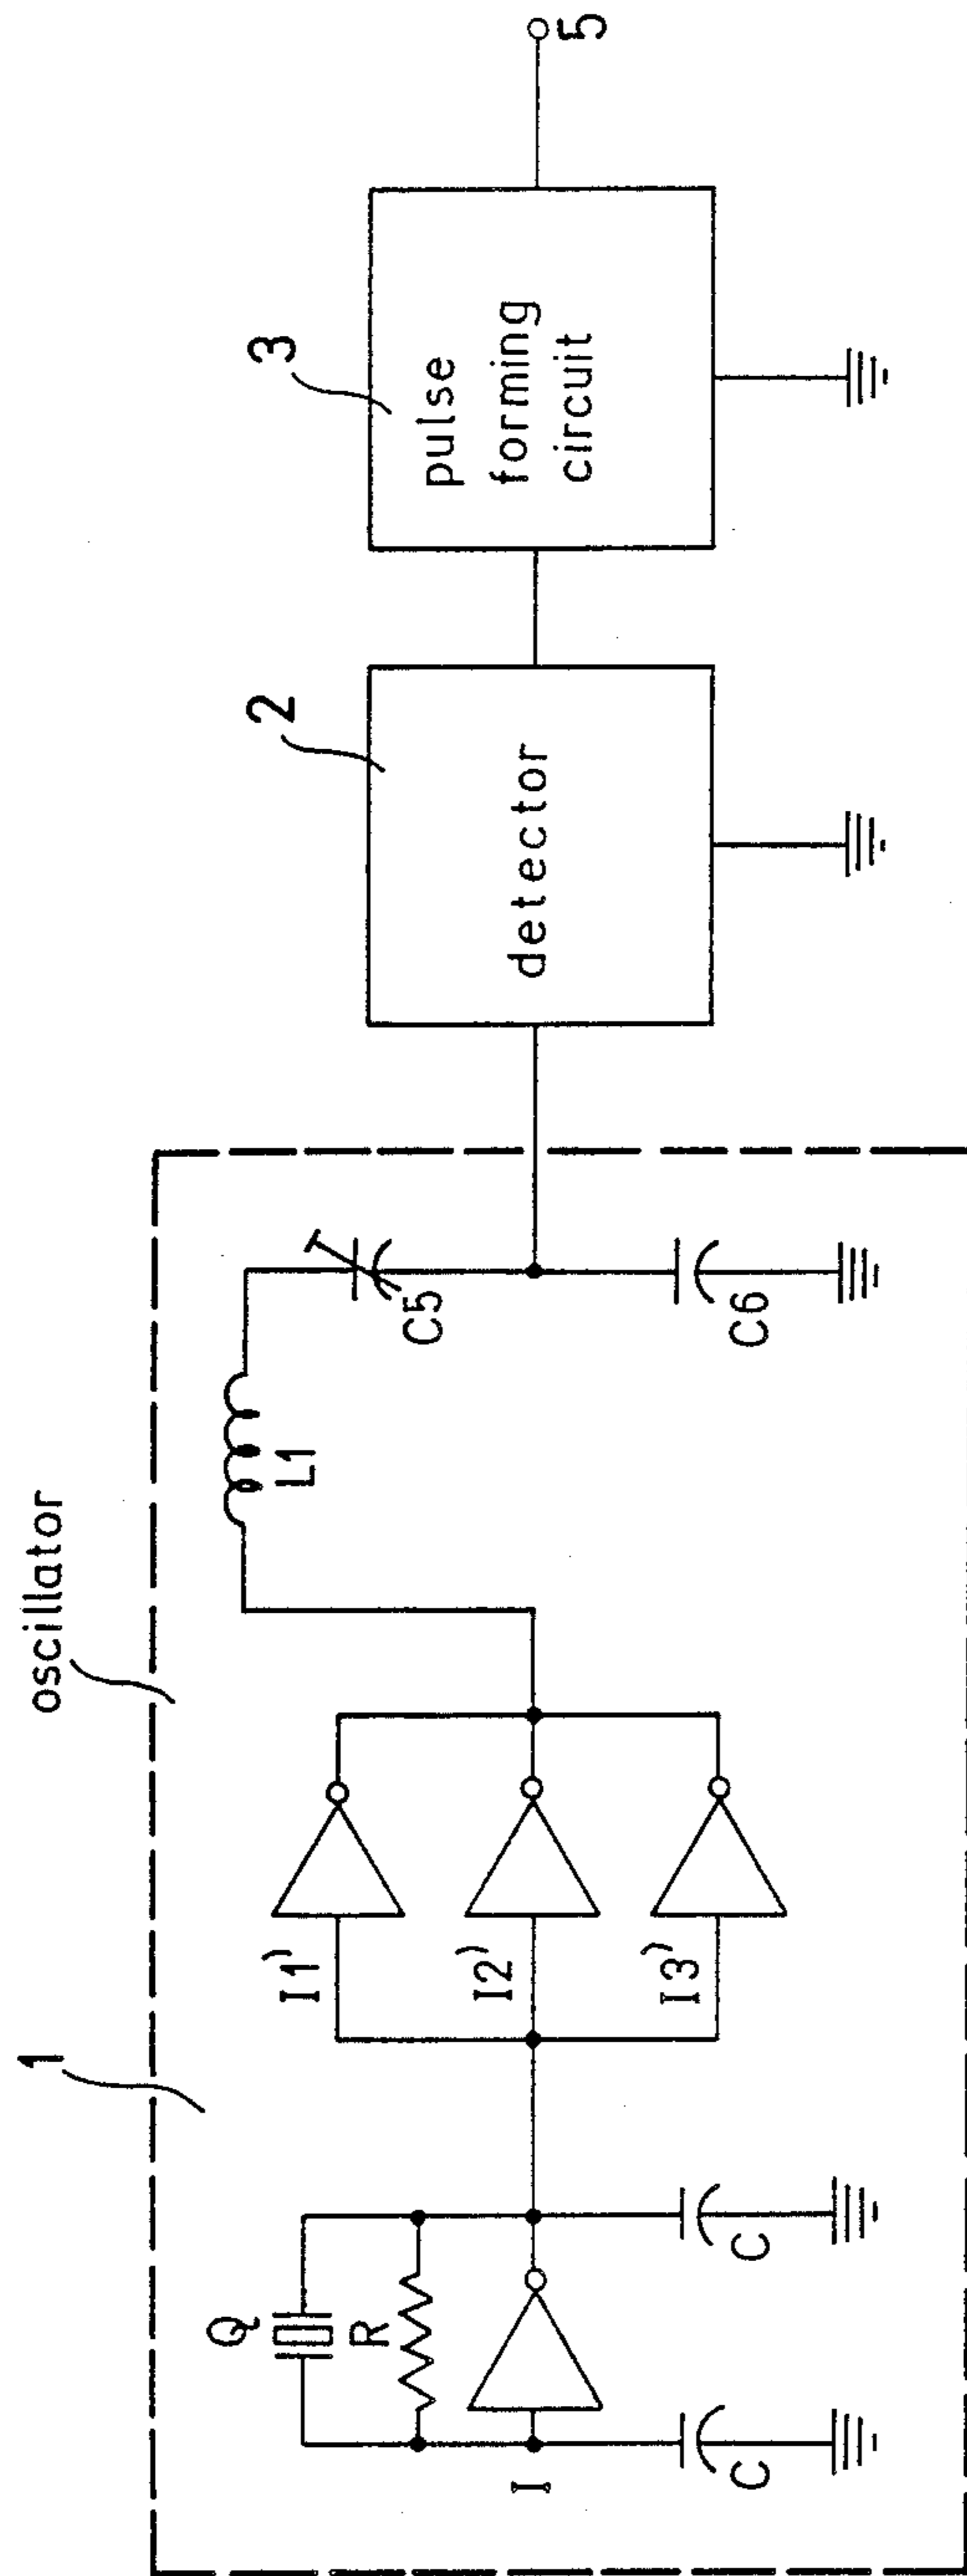 oscillator
1
2
3
5
Q
R
I
C
C
I1'
I2'
I3'
L1
C5
C6
detector
pulse
forming
circuit